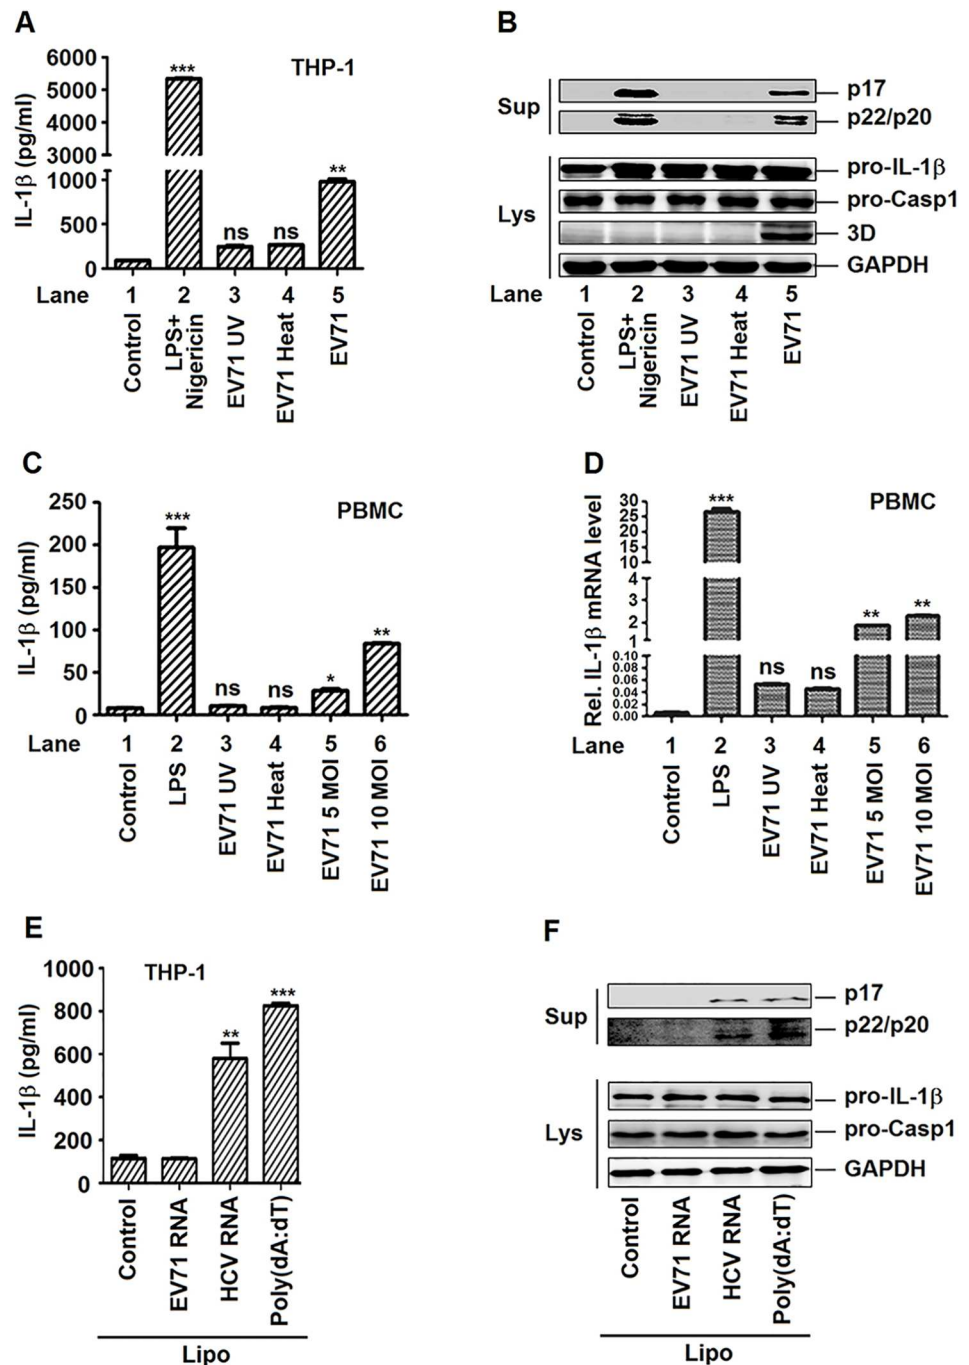 A
THP-1
IL-1β (pg/ml)
6000
5000
4000
3000
1000
500
0
***
ns
ns
**
Lane 1 2 3 4 5
Control
LPS+
Nigericin
EV71 UV
EV71 Heat
EV71
B
Sup
p17
p22/p20
Lys
pro-IL-1β
pro-Casp1
3D
GAPDH
Lane 1 2 3 4 5
Control
LPS+
Nigericin
EV71 UV
EV71 Heat
EV71
C
PBMC
IL-1β (pg/ml)
250
200
150
100
50
0
***
ns
ns
*
**
Lane 1 2 3 4 5 6
Control
LPS
EV71 UV
EV71 Heat
EV71 5 MOI
EV71 10 MOI
D
PBMC
Rel. IL-1β mRNA level
30
25
20
15
10
4
3
2
1
0.10
0.08
0.06
0.04
0.02
0.00
***
ns
ns
**
**
Lane 1 2 3 4 5 6
Control
LPS
EV71 UV
EV71 Heat
EV71 5 MOI
EV71 10 MOI
E
THP-1
IL-1β (pg/ml)
1000
800
600
400
200
0
**
***
Control
EV71 RNA
HCV RNA
Poly(dA:dT)
Lipo
F
Sup
p17
p22/p20
Lys
pro-IL-1β
pro-Casp1
GAPDH
Control
EV71 RNA
HCV RNA
Poly(dA:dT)
Lipo